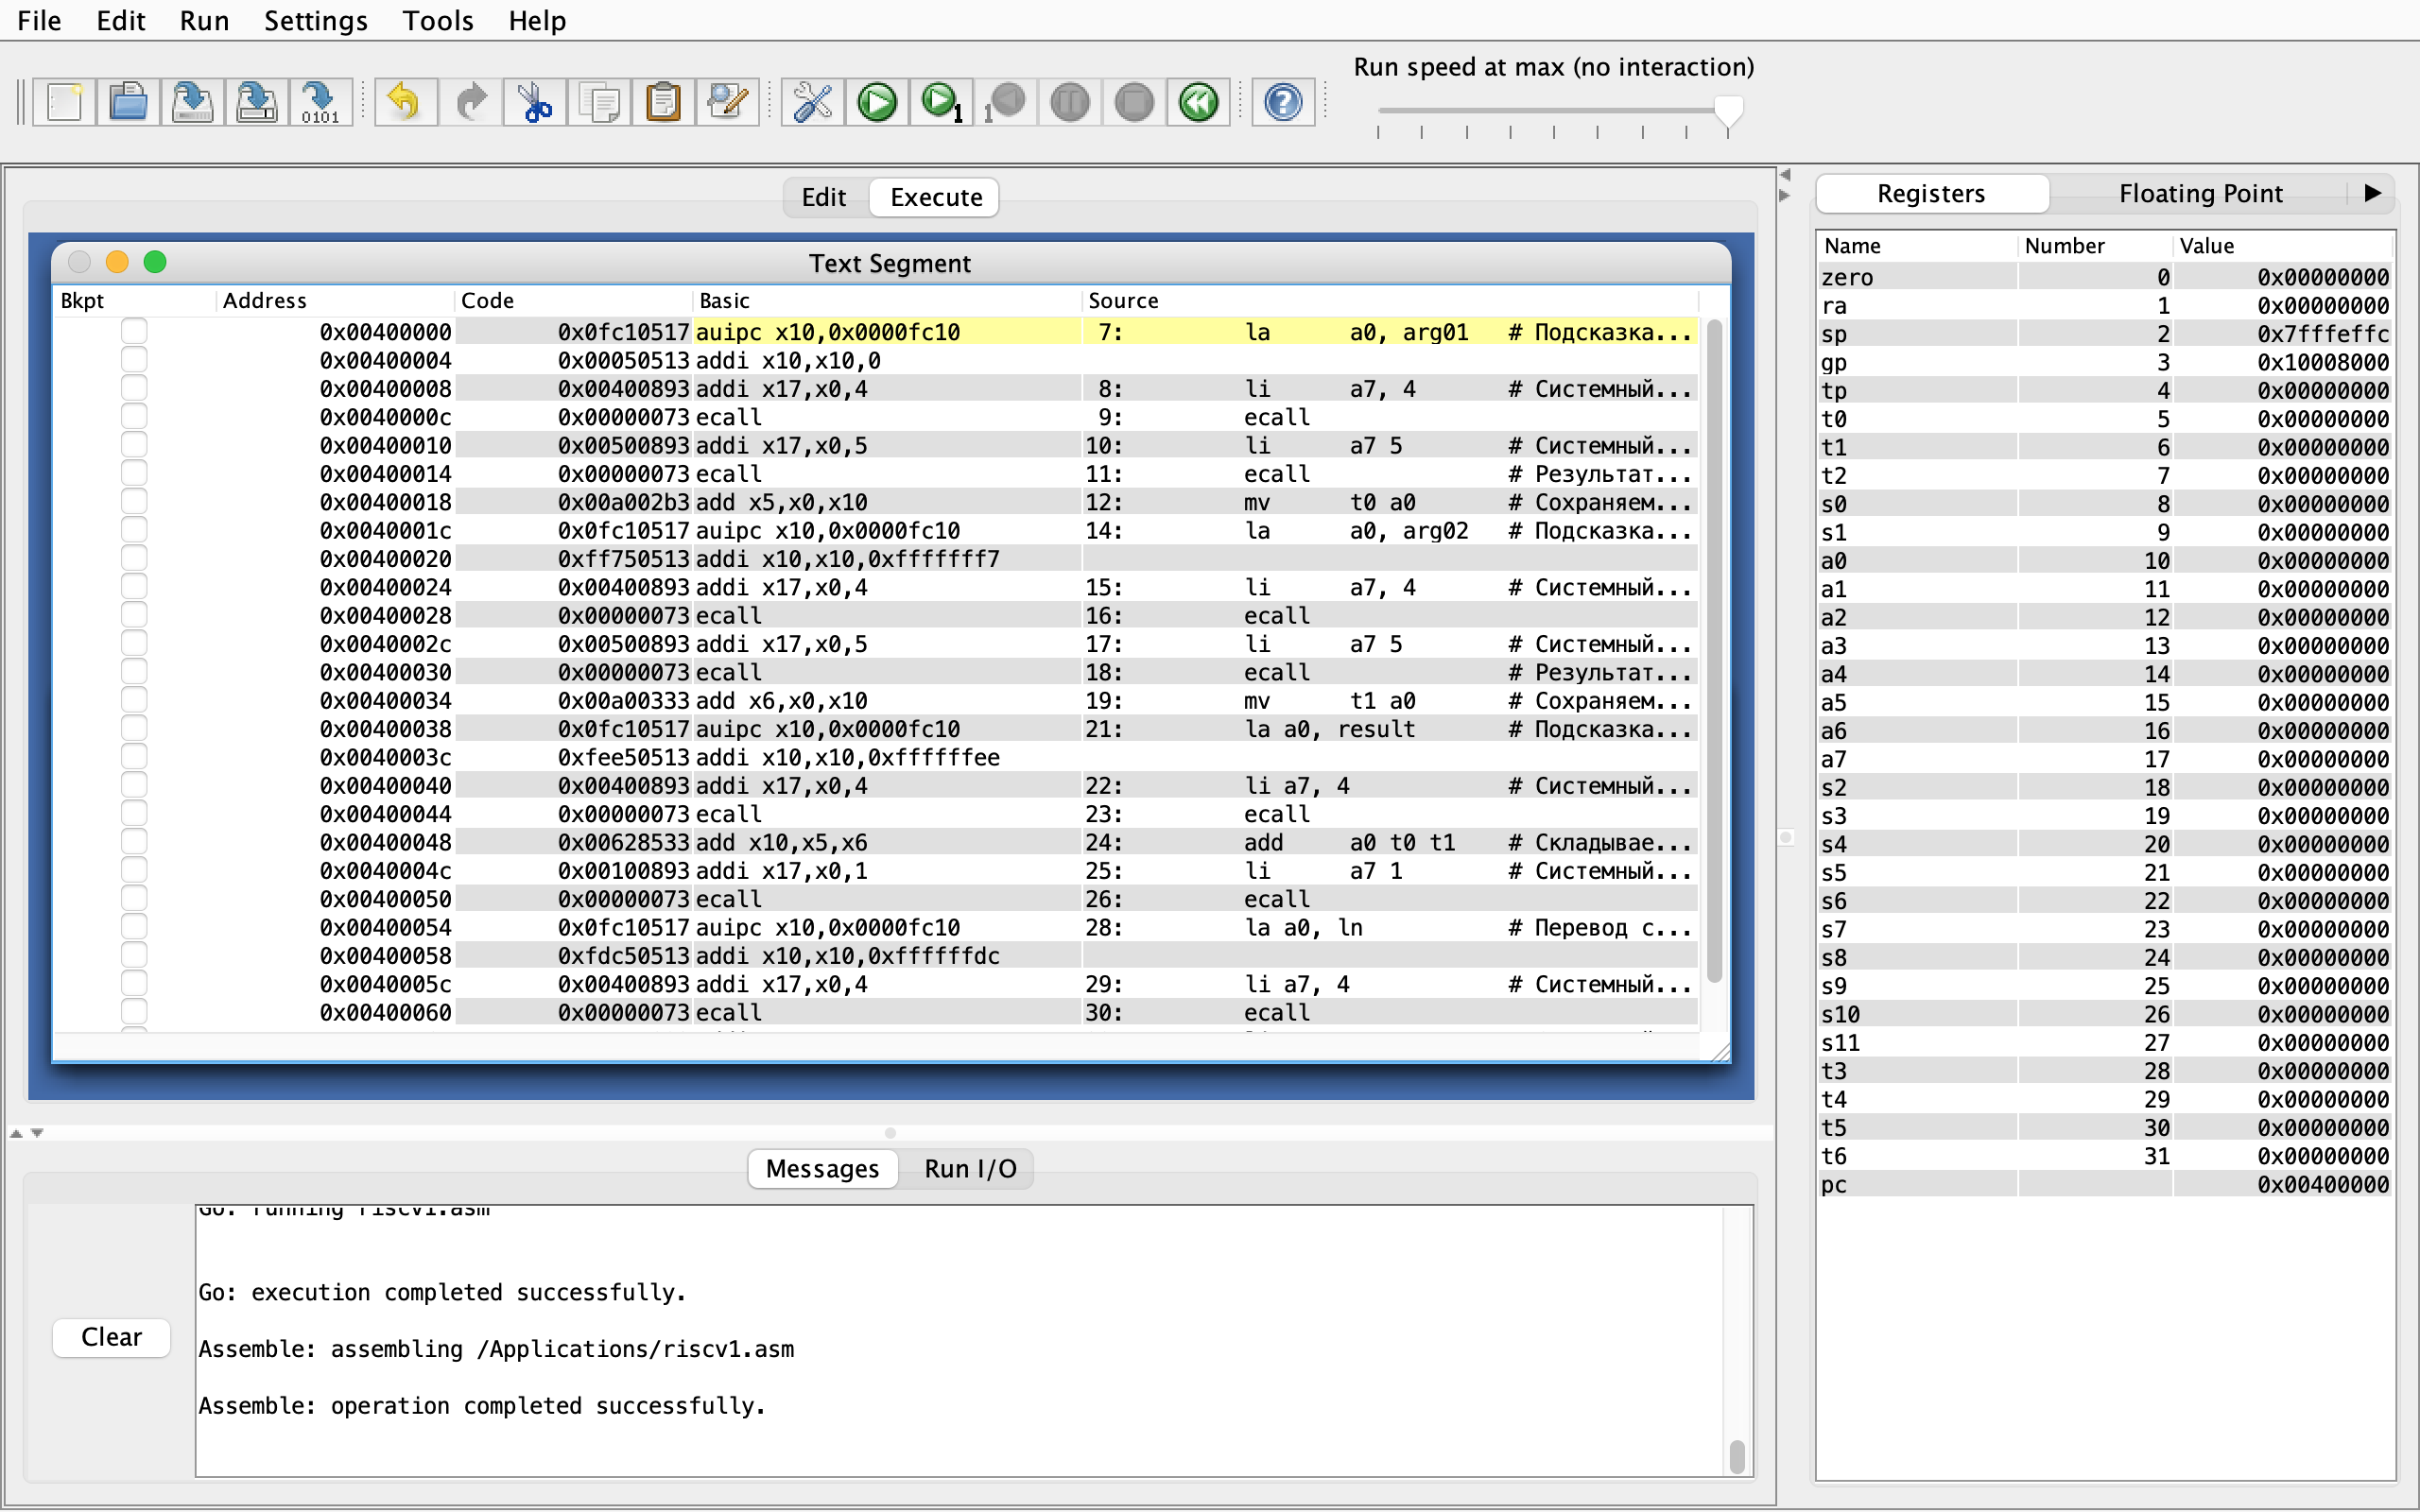 File Edit Run Settings Tools Help
Run speed at max (no interaction)
0101 1 1 ?
Edit Execute
Text Segment
Bkpt Address Code Basic Source
0x00400000 0x0fc10517 auipc x10,0x0000fc10 7: la a0, arg01 # Подсказка...
0x00400004 0x00050513 addi x10,x10,0
0x00400008 0x00400893 addi x17,x0,4 8: li a7, 4 # Системный...
0x0040000c 0x00000073 ecall 9: ecall
0x00400010 0x00500893 addi x17,x0,5 10: li a7 5 # Системный...
0x00400014 0x00000073 ecall 11: ecall # Результат...
0x00400018 0x00a002b3 add x5,x0,x10 12: mv t0 a0 # Сохраняем...
0x0040001c 0x0fc10517 auipc x10,0x0000fc10 14: la a0, arg02 # Подсказка...
0x00400020 0xff750513 addi x10,x10,0xfffffff7
0x00400024 0x00400893 addi x17,x0,4 15: li a7, 4 # Системный...
0x00400028 0x00000073 ecall 16: ecall
0x0040002c 0x00500893 addi x17,x0,5 17: li a7 5 # Системный...
0x00400030 0x00000073 ecall 18: ecall # Результат...
0x00400034 0x00a00333 add x6,x0,x10 19: mv t1 a0 # Сохраняем...
0x00400038 0x0fc10517 auipc x10,0x0000fc10 21: la a0, result # Подсказка...
0x0040003c 0xfee50513 addi x10,x10,0xffffffee
0x00400040 0x00400893 addi x17,x0,4 22: li a7, 4 # Системный...
0x00400044 0x00000073 ecall 23: ecall
0x00400048 0x00628533 add x10,x5,x6 24: add a0 t0 t1 # Складывае...
0x0040004c 0x00100893 addi x17,x0,1 25: li a7 1 # Системный...
0x00400050 0x00000073 ecall 26: ecall
0x00400054 0x0fc10517 auipc x10,0x0000fc10 28: la a0, ln # Перевод с...
0x00400058 0xfdc50513 addi x10,x10,0xffffffdc
0x0040005c 0x00400893 addi x17,x0,4 29: li a7, 4 # Системный...
0x00400060 0x00000073 ecall 30: ecall
Messages Run I/O
Go: running riscv1.asm
Go: execution completed successfully.
Assemble: assembling /Applications/riscv1.asm
Assemble: operation completed successfully.
Clear
Registers Floating Point
Name Number Value
zero 0 0x00000000
ra 1 0x00000000
sp 2 0x7fffeffc
gp 3 0x10008000
tp 4 0x00000000
t0 5 0x00000000
t1 6 0x00000000
t2 7 0x00000000
s0 8 0x00000000
s1 9 0x00000000
a0 10 0x00000000
a1 11 0x00000000
a2 12 0x00000000
a3 13 0x00000000
a4 14 0x00000000
a5 15 0x00000000
a6 16 0x00000000
a7 17 0x00000000
s2 18 0x00000000
s3 19 0x00000000
s4 20 0x00000000
s5 21 0x00000000
s6 22 0x00000000
s7 23 0x00000000
s8 24 0x00000000
s9 25 0x00000000
s10 26 0x00000000
s11 27 0x00000000
t3 28 0x00000000
t4 29 0x00000000
t5 30 0x00000000
t6 31 0x00000000
pc 0x00400000